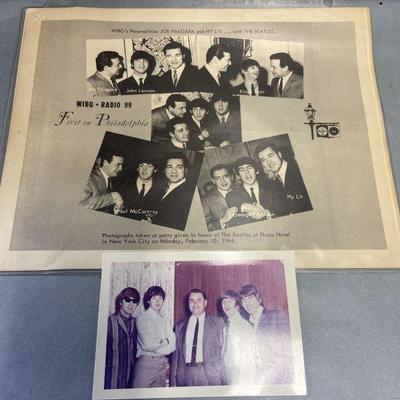 WIBG's Personalities JOE NIAGARA and HY LIT ... with THE BEATLES.
Joe Niagara
John Lennon
WIBG • RADIO 99
First in Philadelphia
Paul McCartney
Hy Lit
Photographs taken at party given in honor of The Beatles at Plaza Hotel
in New York City on Monday, February 10, 1964.